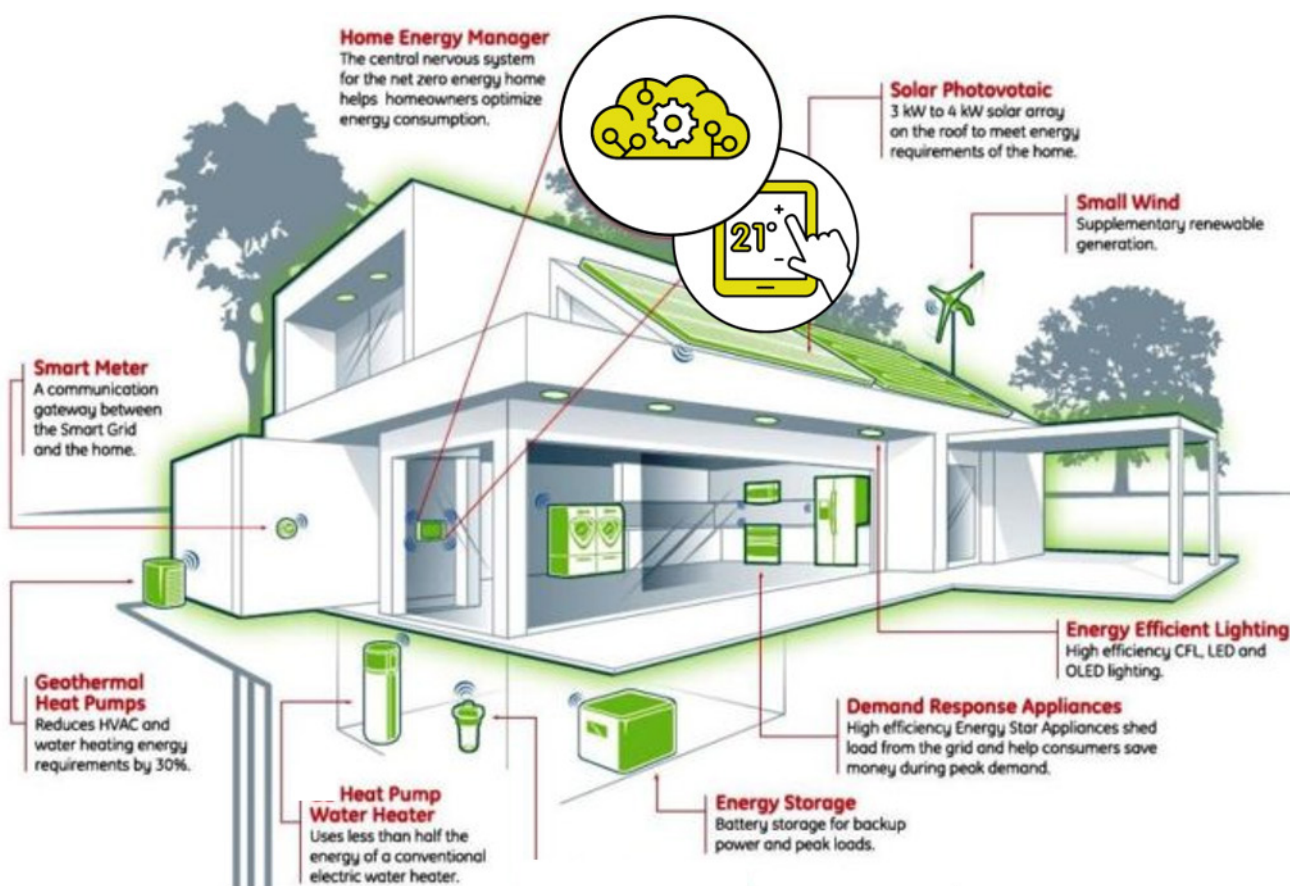 Home Energy Manager
The central nervous system
for the net zero energy home
helps homeowners optimize
energy consumption.
Solar Photovotaic
3 kW to 4 kW solar array
on the roof to meet energy
requirements of the home.
21°
+
-
Small Wind
Supplementary renewable
generation.
Smart Meter
A communication
gateway between
the Smart Grid
and the home.
Geothermal
Heat Pumps
Reduces HVAC and
water heating energy
requirements by 30%.
Heat Pump
Water Heater
Uses less than half the
energy of a conventional
electric water heater.
Energy Storage
Battery storage for backup
power and peak loads.
Demand Response Appliances
High efficiency Energy Star Appliances shed
load from the grid and help consumers save
money during peak demand.
Energy Efficient Lighting
High efficiency CFL, LED and
OLED lighting.